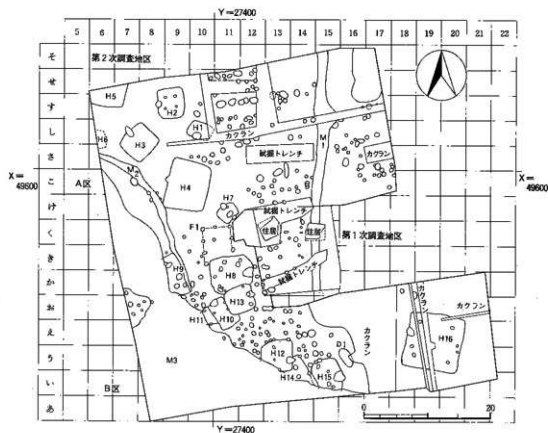 Y=27400
5 6 7 8 9 10 11 12 13 14 15 16 17 18 19 20 21 22
そ
せ
す
し
さ
こ
け
く
き
か
お
え
う
い
あ
第2次調査地区
H5
H2
H1
H6
H3
カクラン
M1
カクラン
試掘トレンチ
X=
49600
A区
M2
H4
H7
試掘トレンチ
F1
住居
住居
第1次調査地区
X=
49600
試掘トレンチ
H9
H8
H13
H11
H10
カクラン
カクラン
カクラン
H16
D1
H12
M3
H14
H15
B区
0 20
Y=27400